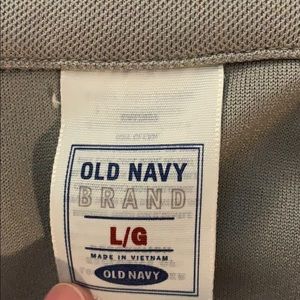 OLD NAVY
BRAND
L/G
MADE IN VIETNAM
OLD NAVY